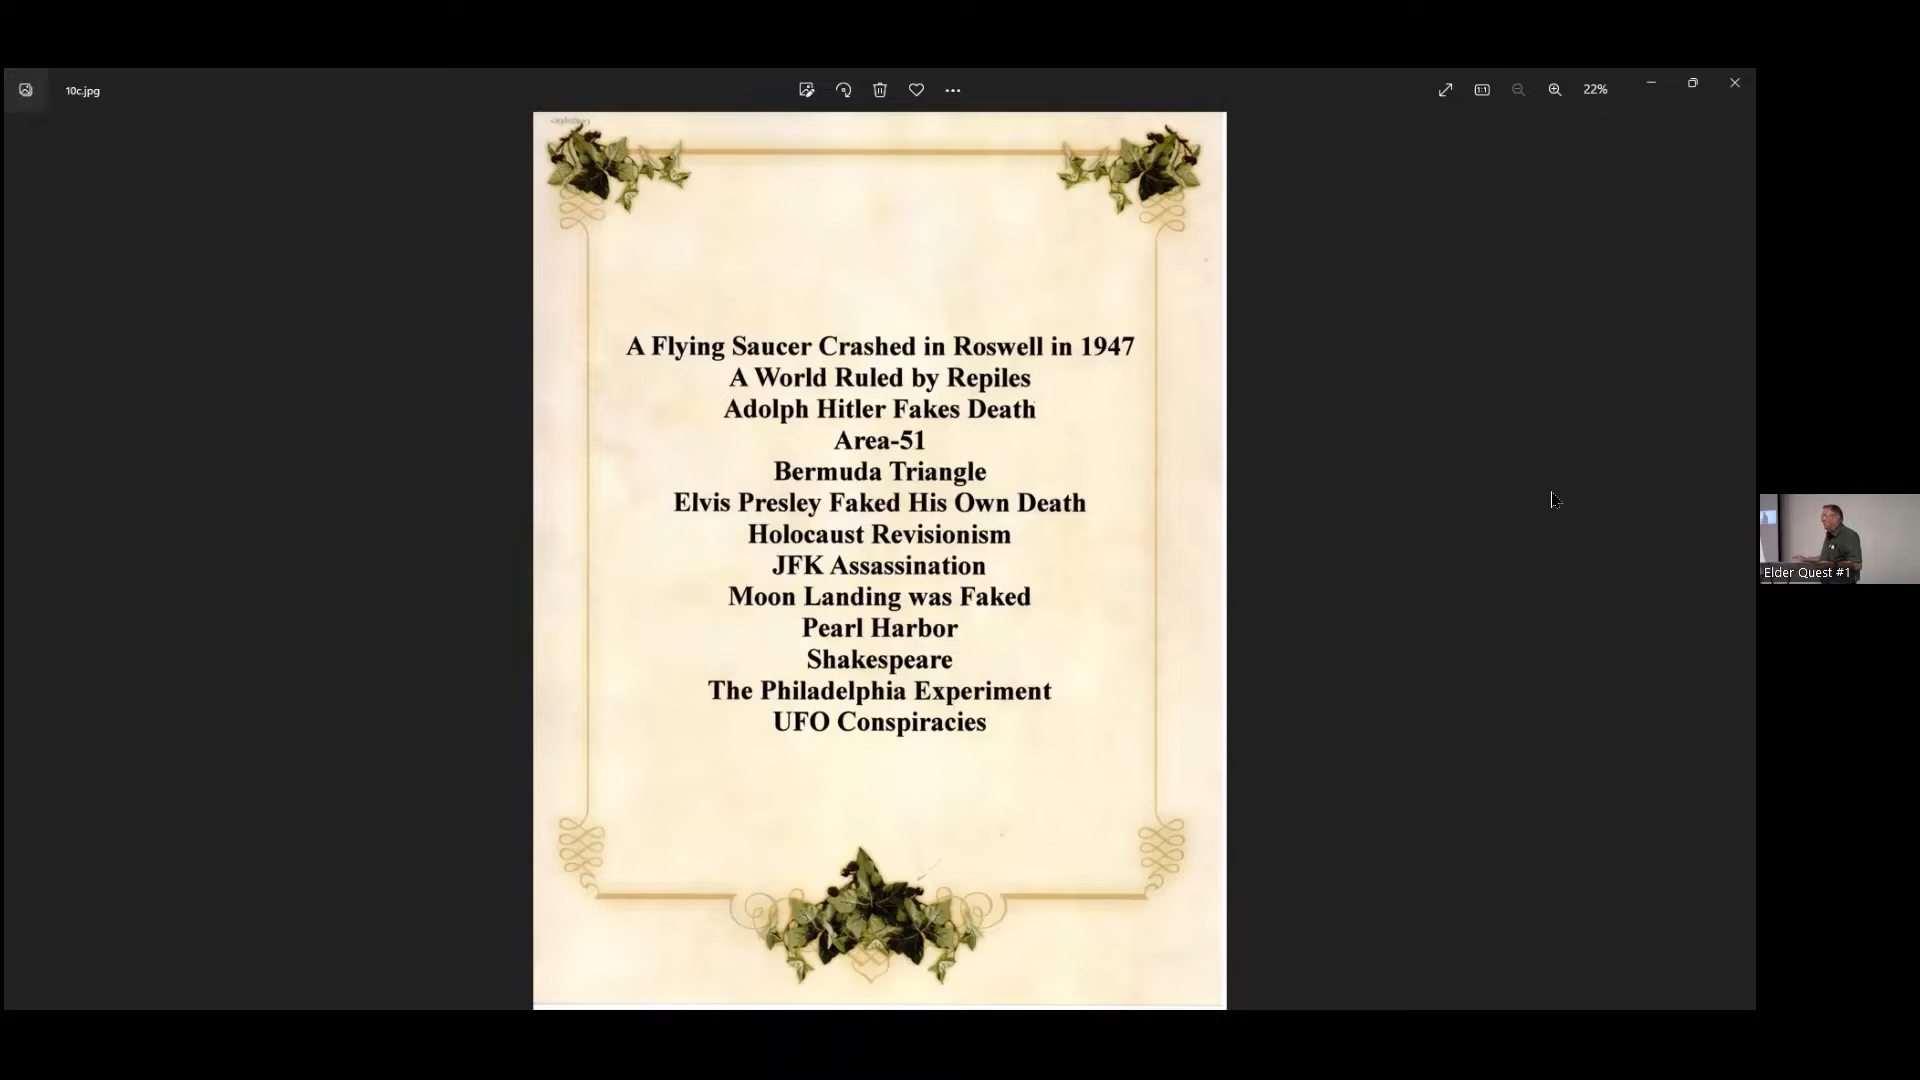 10c.jpg
22%
A Flying Saucer Crashed in Roswell in 1947
A World Ruled by Repiles
Adolph Hitler Fakes Death
Area-51
Bermuda Triangle
Elvis Presley Faked His Own Death
Holocaust Revisionism
JFK Assassination
Moon Landing was Faked
Pearl Harbor
Shakespeare
The Philadelphia Experiment
UFO Conspiracies
Elder Quest #1